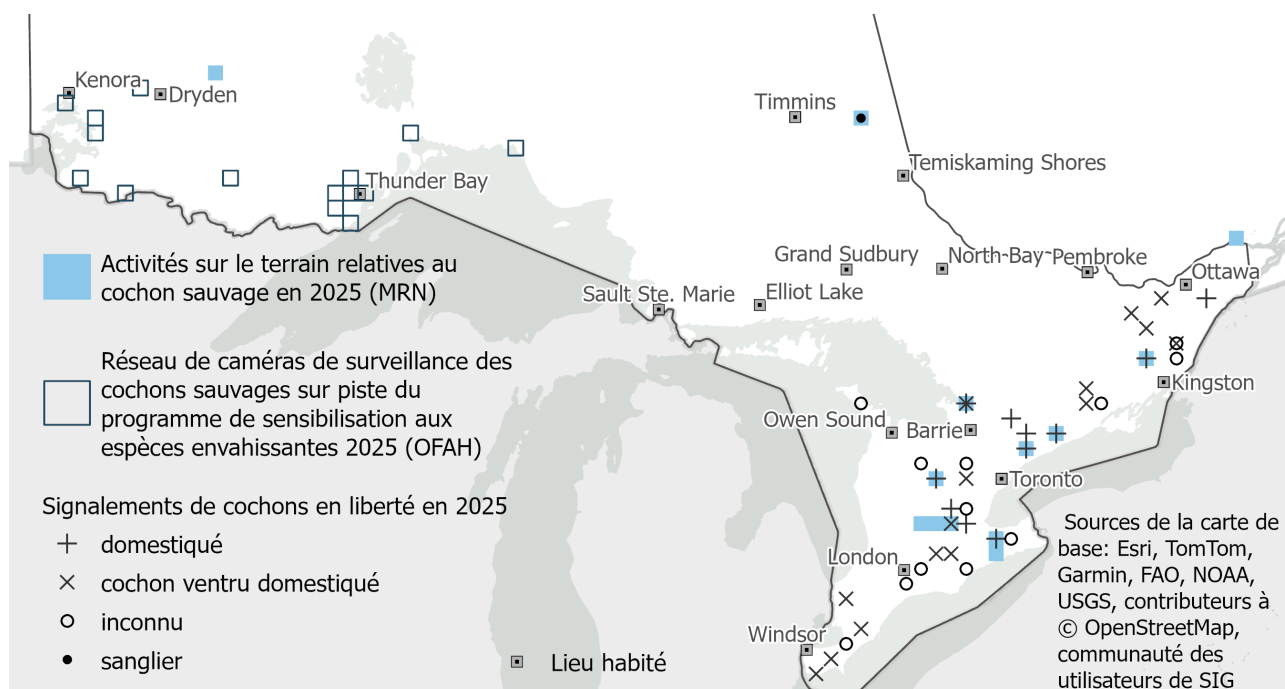 Kenora
Dryden
Timmins
Temiskaming Shores
Thunder Bay
Grand Sudbury
North Bay
Pembroke
Ottawa
Sault Ste. Marie
Elliot Lake
Kingston
Owen Sound
Barrie
Toronto
London
Windsor
Activités sur le terrain relatives au
cochon sauvage en 2025 (MRN)
Réseau de caméras de surveillance des
cochons sauvages sur piste du
programme de sensibilisation aux
espèces envahissantes 2025 (OFAH)
Signalements de cochons en liberté en 2025
domestiqué
cochon ventru domestiqué
inconnu
sanglier
Lieu habité
Sources de la carte de
base: Esri, TomTom,
Garmin, FAO, NOAA,
USGS, contributeurs à
© OpenStreetMap,
communauté des
utilisateurs de SIG